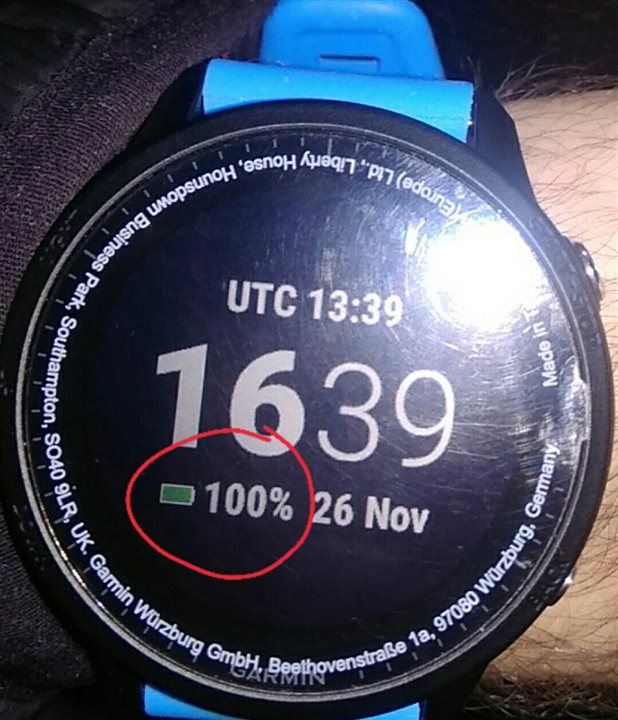 UTC 13:39
1639
100% 26 Nov
(Europe) Ltd., Liberty House, Hounsdown Business Park, Southampton, SO40 9LR, UK. Garmin Würzburg GmbH, Beethovenstraße 1a, 97080 Würzburg, Germany
Made in
GARMIN